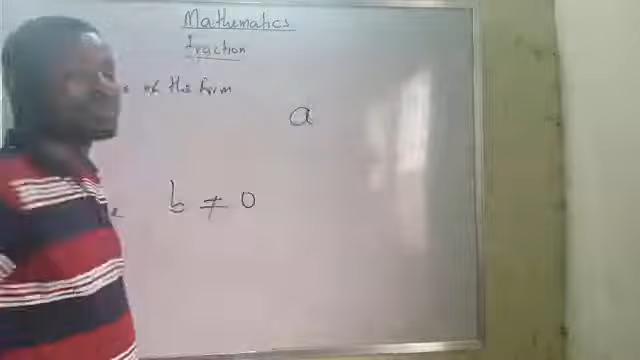 Mathematics
Fraction
of the form
a
b ≠ 0